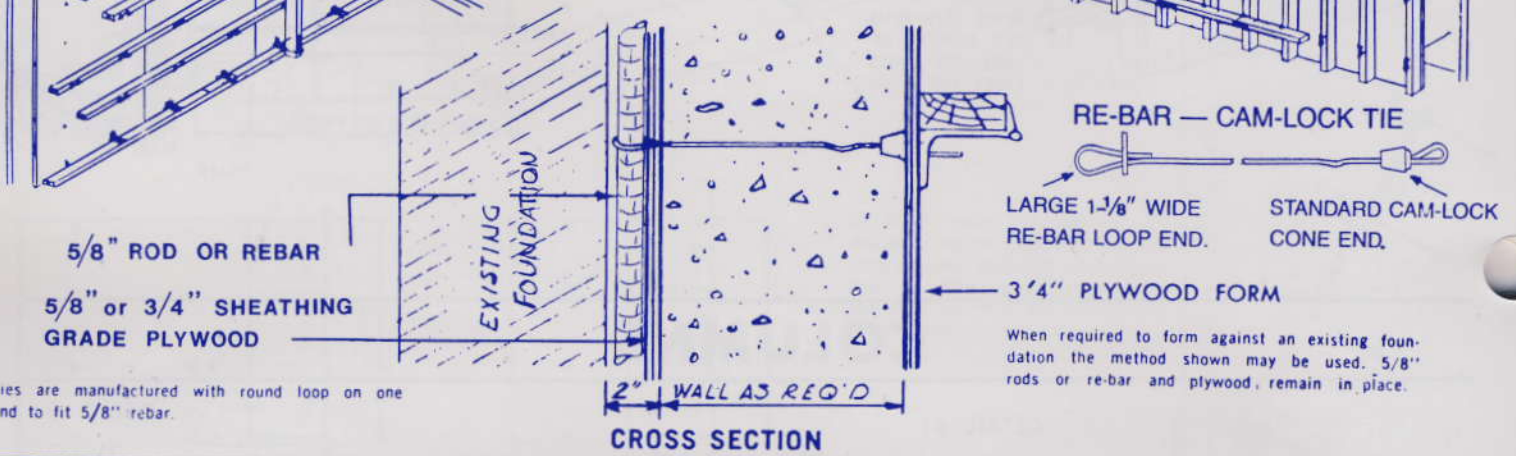 RE-BAR — CAM-LOCK TIE
LARGE 1-1/8" WIDE
RE-BAR LOOP END.
STANDARD CAM-LOCK
CONE END.
5/8" ROD OR REBAR
5/8" or 3/4" SHEATHING
GRADE PLYWOOD
EXISTING
FOUNDATION
3'4" PLYWOOD FORM
When required to form against an existing foun-
dation the method shown may be used. 5/8"
rods or re-bar and plywood, remain in place.
ies are manufactured with round loop on one
nd to fit 5/8" rebar.
2" WALL AS REQ'D
CROSS SECTION